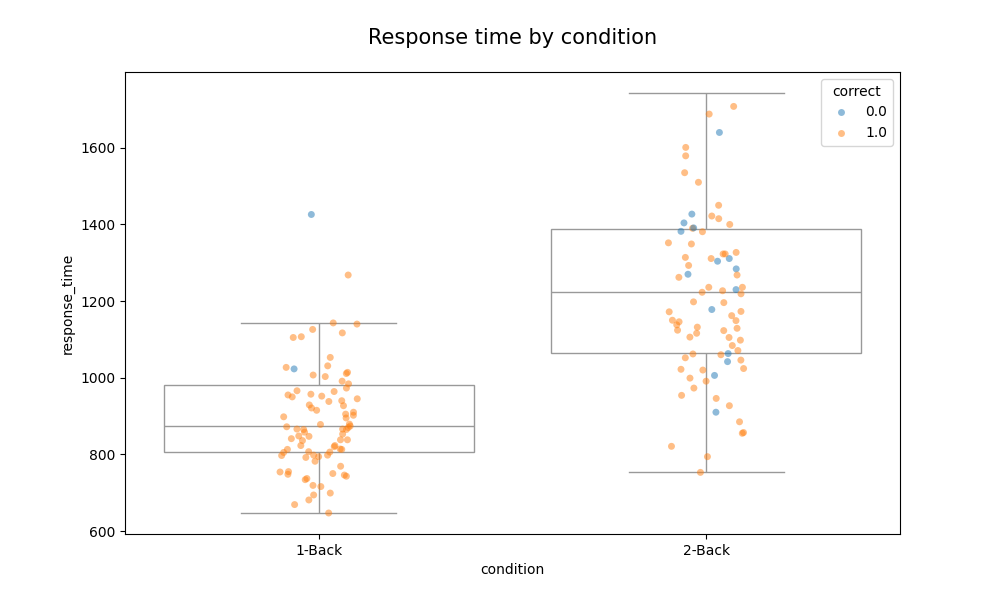 Response time by condition
correct
0.0
1.0
1600
1400
1200
1000
800
600
response_time
1-Back
2-Back
condition